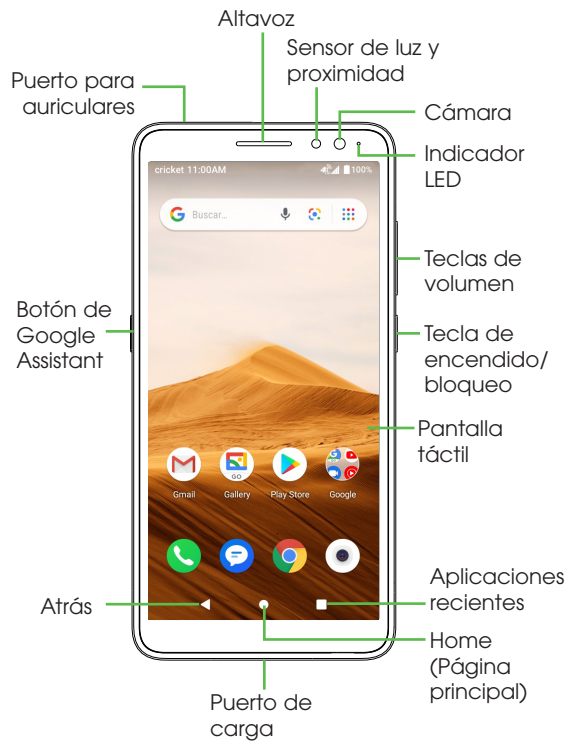 Altavoz
Sensor de luz y
proximidad
Puerto para
auriculares
Cámara
Indicador
LED
cricket 11:00AM
4G 100%
G Buscar...
Teclas de
volumen
Botón de
Google
Assistant
Tecla de
encendido/
bloqueo
Pantalla
táctil
GO
Gmail Gallery Play Store Google
Aplicaciones
recientes
Atrás
Home
(Página
principal)
Puerto de
carga